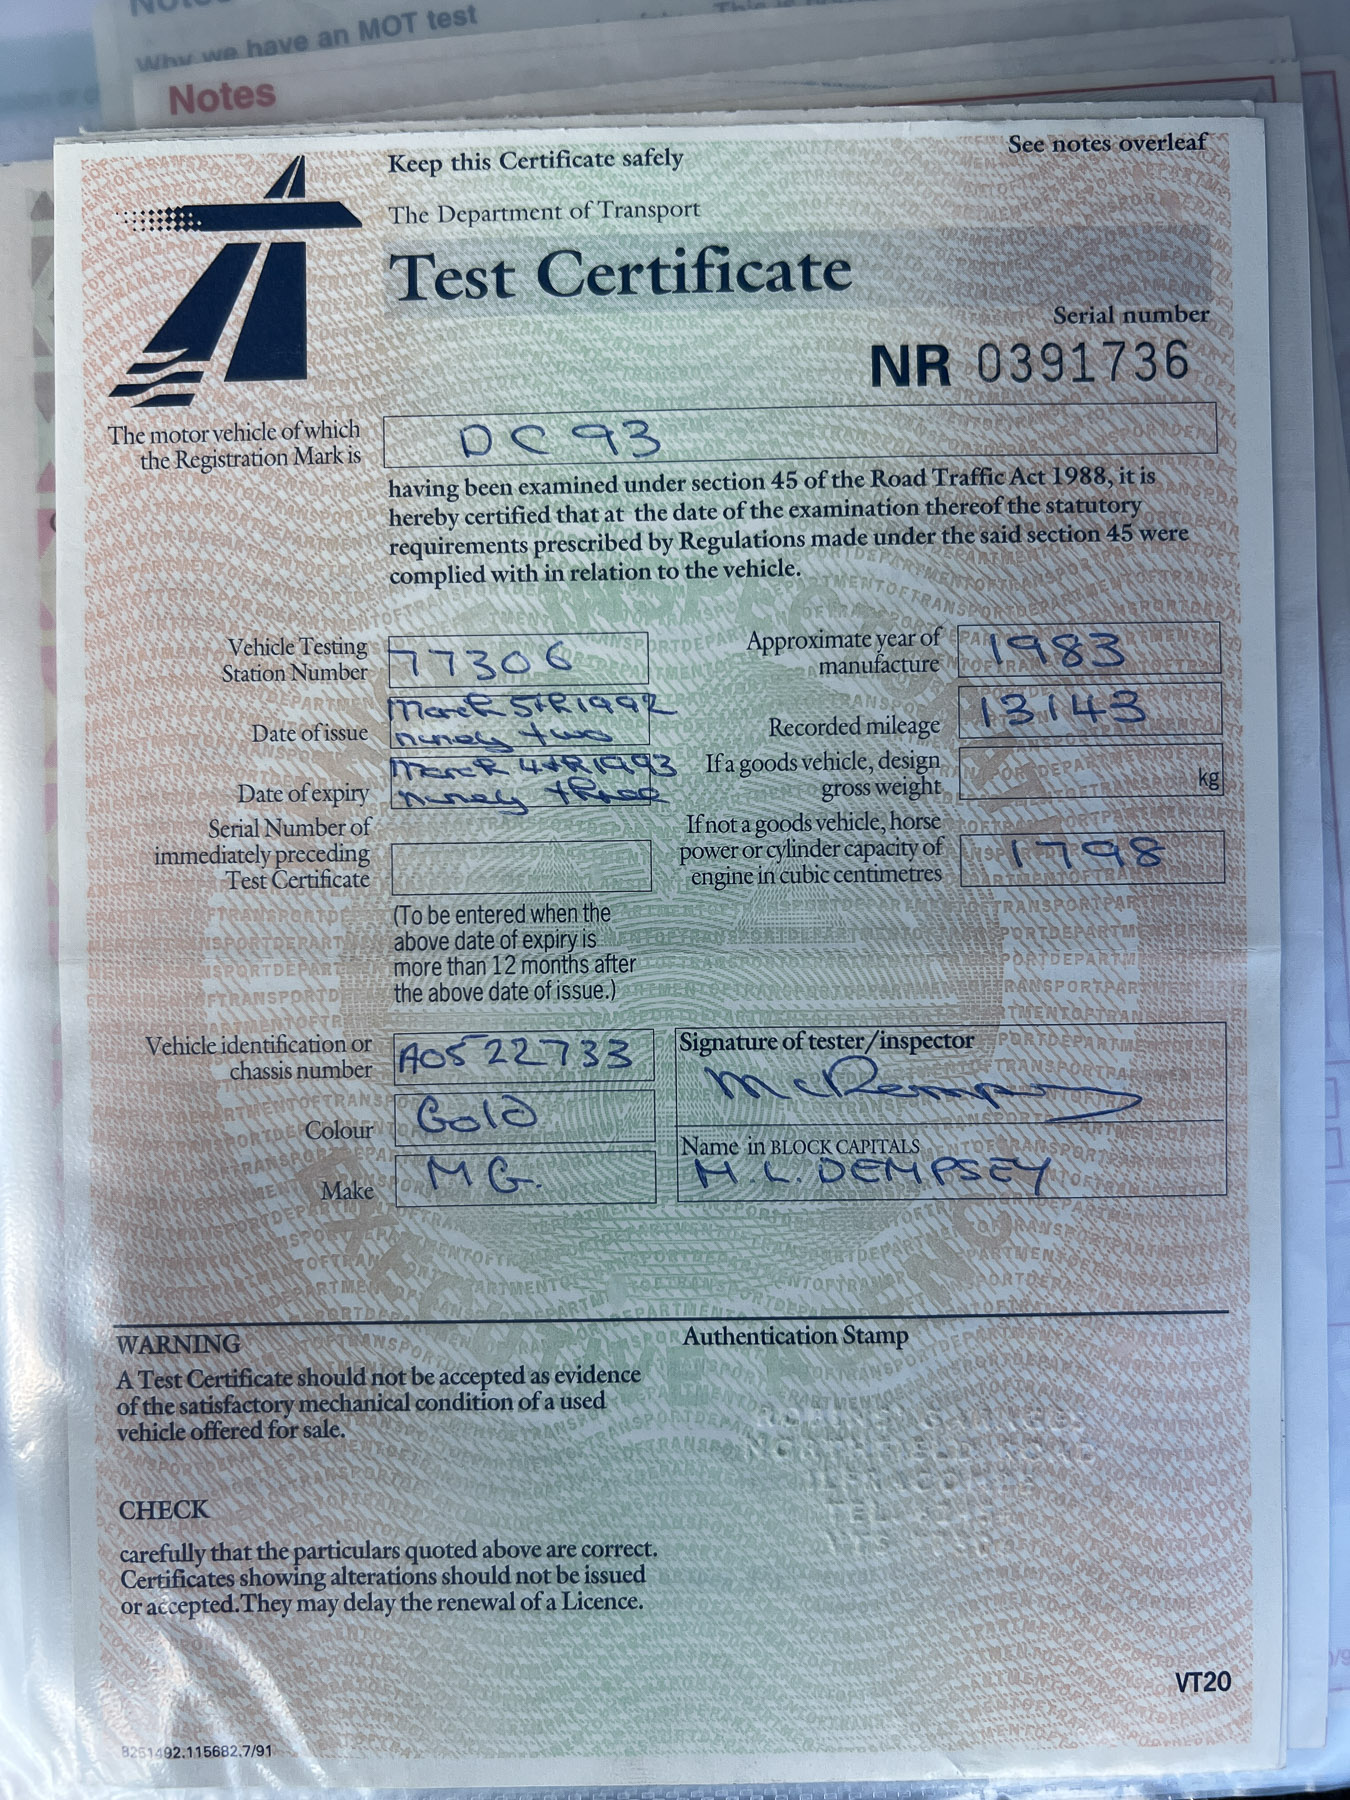 Why we have an MOT test
Notes
See notes overleaf
Keep this Certificate safely
The Department of Transport
Test Certificate
Serial number
NR 0391736
The motor vehicle of which
the Registration Mark is
DC 93
having been examined under section 45 of the Road Traffic Act 1988, it is
hereby certified that at the date of the examination thereof the statutory
requirements prescribed by Regulations made under the said section 45 were
complied with in relation to the vehicle.
Vehicle Testing
Station Number
77306
Approximate year of
manufacture
1983
Date of issue
March 5th 1992
ninety two
Recorded mileage
13143
Date of expiry
March 4th 1993
ninety three
If a goods vehicle, design
gross weight
kg
Serial Number of
immediately preceding
Test Certificate
If not a goods vehicle, horse
power or cylinder capacity of
engine in cubic centimetres
1798
(To be entered when the
above date of expiry is
more than 12 months after
the above date of issue.)
Vehicle identification or
chassis number
A0522733
Signature of tester/inspector
Colour
Gold
Name in BLOCK CAPITALS
M.L. DEMPSEY
Make
MG.
WARNING
A Test Certificate should not be accepted as evidence
of the satisfactory mechanical condition of a used
vehicle offered for sale.
Authentication Stamp
CHECK
carefully that the particulars quoted above are correct.
Certificates showing alterations should not be issued
or accepted. They may delay the renewal of a Licence.
VT20
8251492.115682.7/91